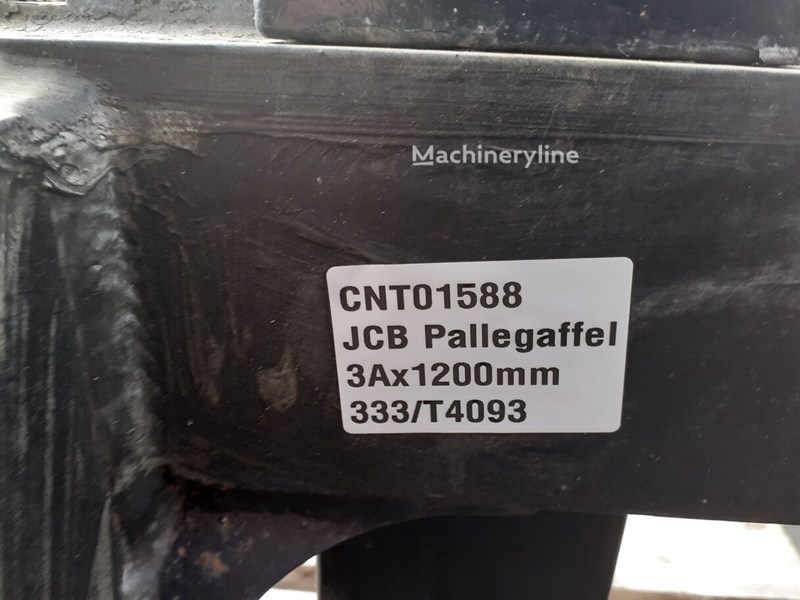 Machineryline
CNT01588
JCB Pallegaffel
3Ax1200mm
333/T4093